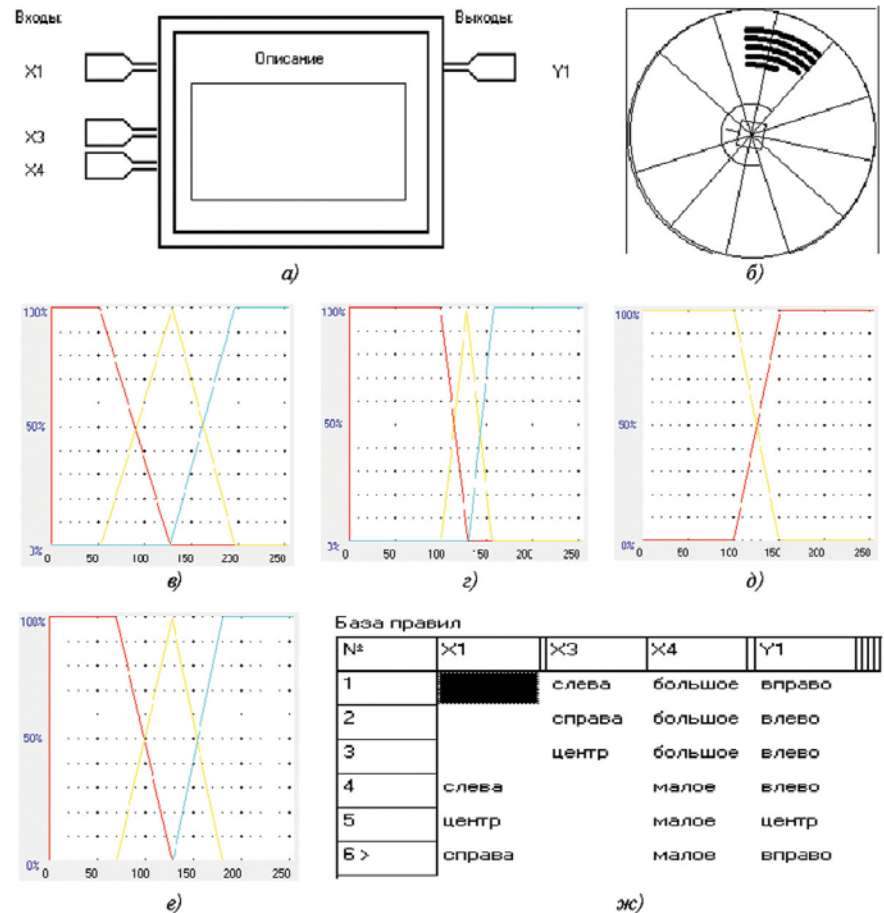 Входы:
Выходы:
Описание
X1
Y1
X3
X4
а)
б)
100%
50%
0%
0 50 100 150 200 250
в)
100%
50%
0%
0 50 100 150 200 250
г)
100%
50%
0%
0 50 100 150 200 250
д)
100%
50%
0%
0 50 100 150 200 250
е)
База правил
№ X1 X3 X4 Y1
1 слева большое вправо
2 справа большое влево
3 центр большое влево
4 слева малое влево
5 центр малое центр
6 > справа малое вправо
ж)